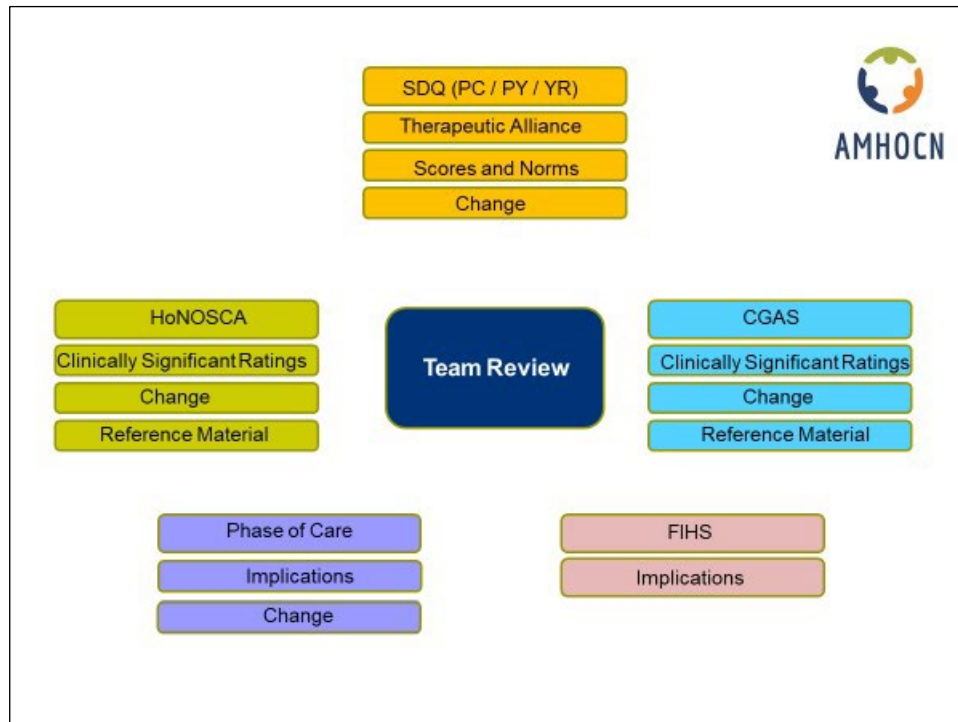 SDQ (PC / PY / YR)
Therapeutic Alliance
Scores and Norms
Change
AMHOCN
HoNOSCA
Clinically Significant Ratings
Change
Reference Material
Team Review
CGAS
Clinically Significant Ratings
Change
Reference Material
Phase of Care
Implications
Change
FIHS
Implications